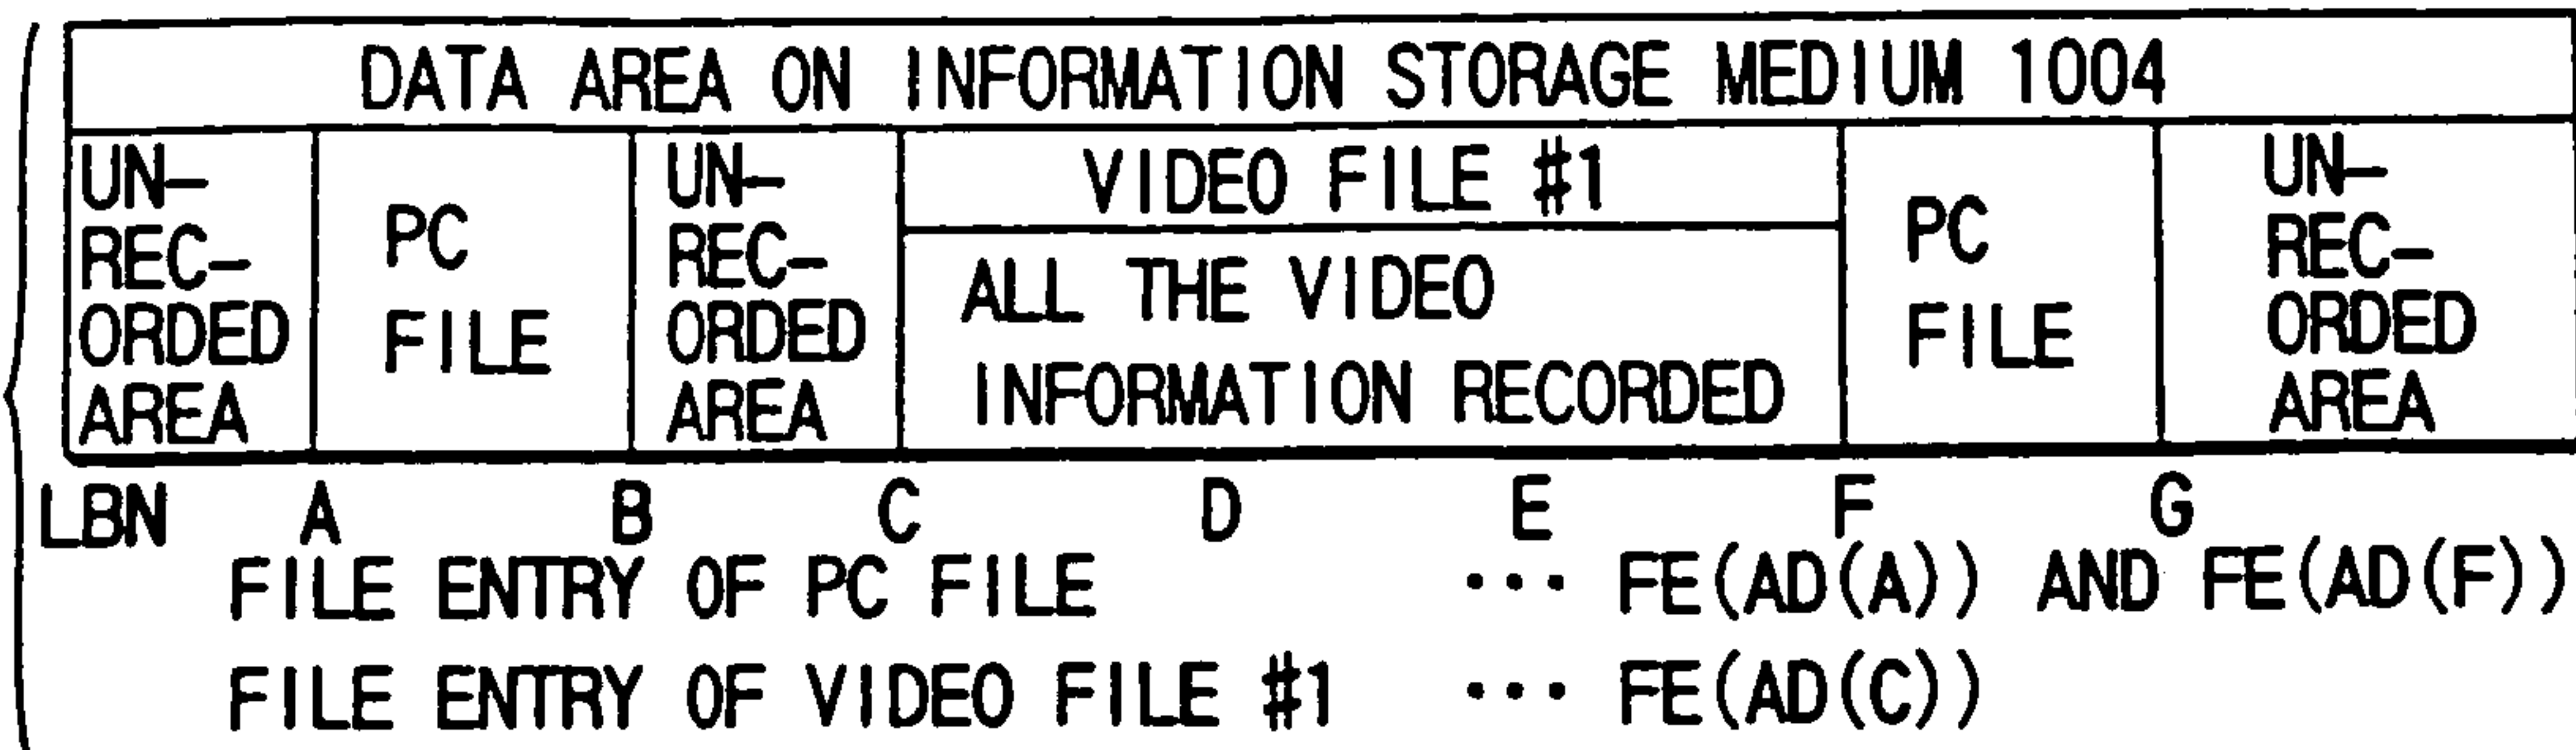 DATA AREA ON INFORMATION STORAGE MEDIUM 1004
UN-
REC-
ORDED
AREA
PC
FILE
UN-
REC-
ORDED
AREA
VIDEO FILE #1
ALL THE VIDEO
INFORMATION RECORDED
PC
FILE
UN-
REC-
ORDED
AREA
LBN A B C D E F G
FILE ENTRY OF PC FILE ··· FE(AD(A)) AND FE(AD(F))
FILE ENTRY OF VIDEO FILE #1 ··· FE(AD(C))